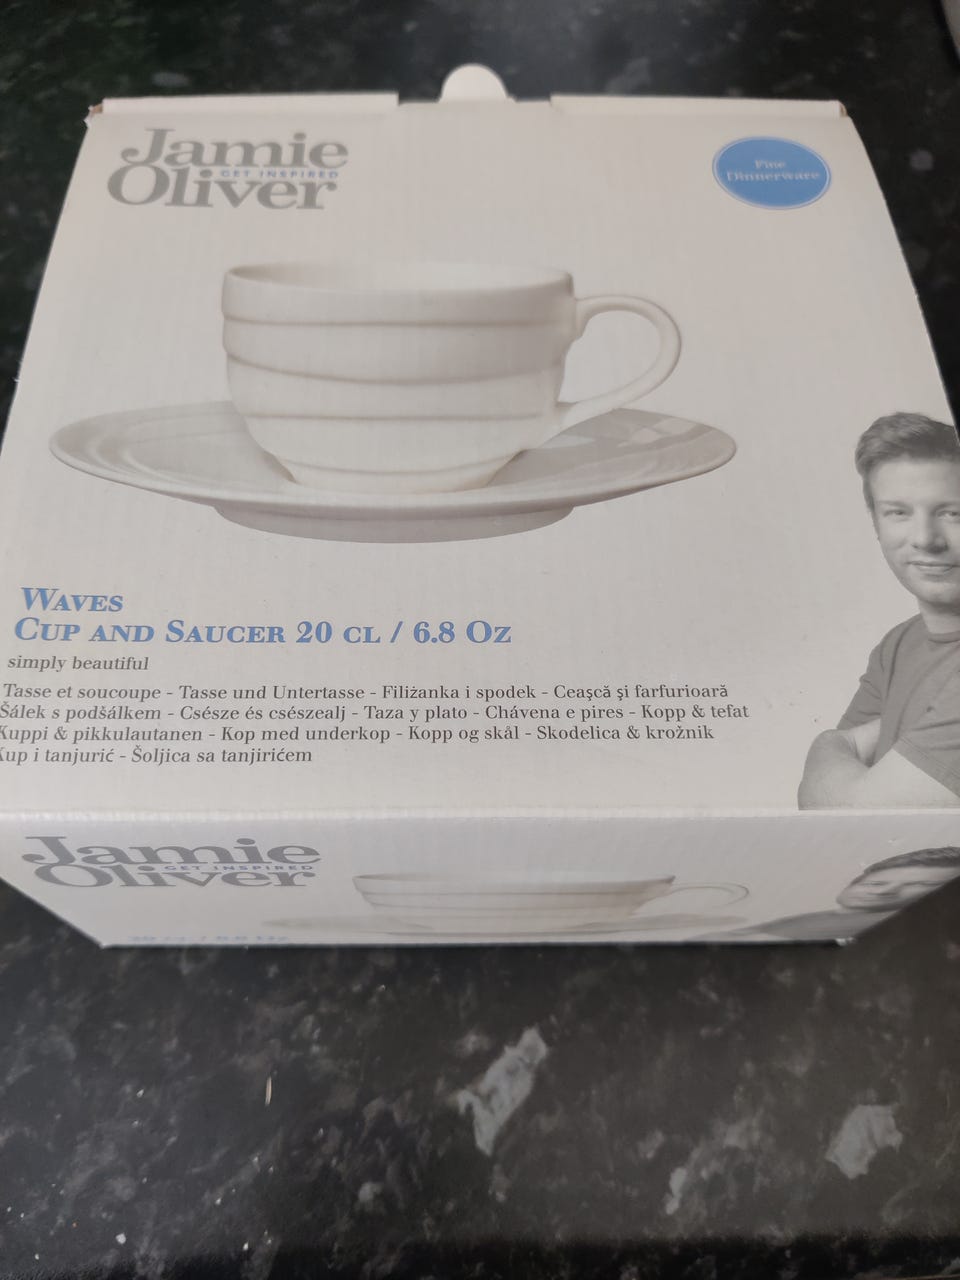 Jamie
GET INSPIRED
Oliver
Fine
Dinnerware
WAVES
CUP AND SAUCER 20 CL / 6.8 OZ
simply beautiful
Tasse et soucoupe - Tasse und Untertasse - Filiżanka i spodek - Ceaşcă şi farfurioară
Šálek s podšálkem - Csésze és csészealj - Taza y plato - Chávena e pires - Kopp & tefat
Kuppi & pikkulautanen - Kop med underkop - Kopp og skål - Skodelica & krožnik
Kup i tanjurić - Šoljica sa tanjirićem
Jamie
GET INSPIRED
Oliver